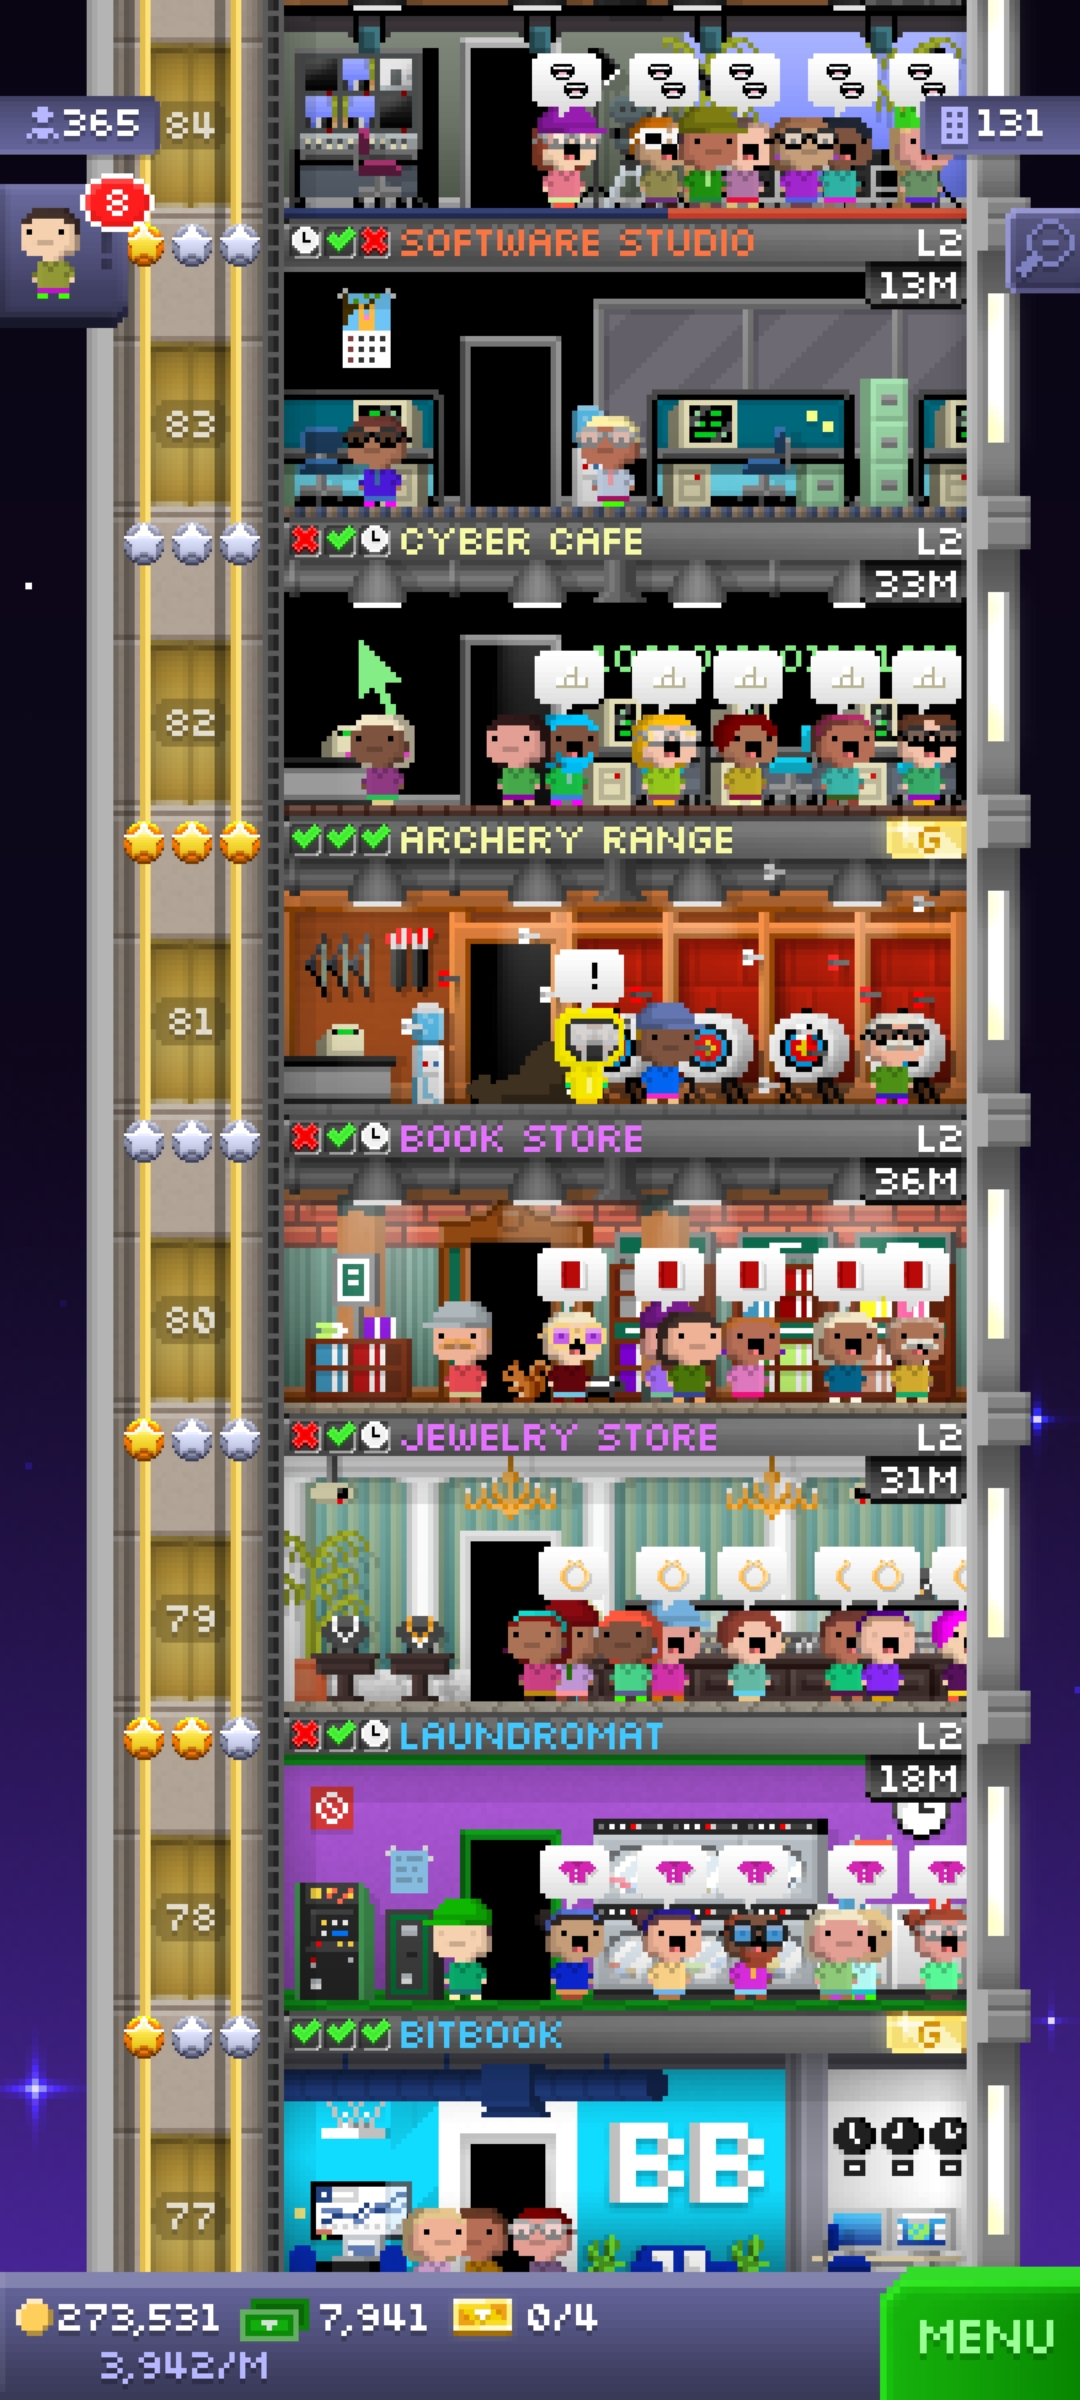 365
84
131
8
SOFTWARE STUDIO
L2
13M
83
CYBER CAFE
L2
33M
82
ARCHERY RANGE
G
!
81
BOOK STORE
L2
36M
8
80
JEWELRY STORE
L2
31M
79
LAUNDROMAT
L2
18M
78
BITBOOK
G
BB
77
273,531
7,941
0/4
3,942/M
MENU